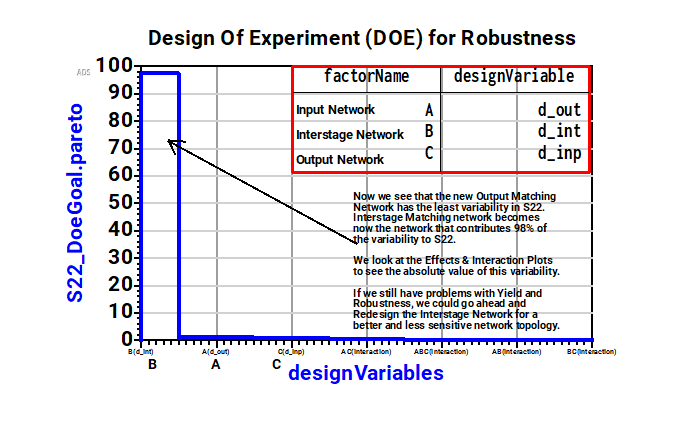 Design Of Experiment (DOE) for Robustness
ADS
S22_DoeGoal.pareto
100
90
80
70
60
50
40
30
20
10
0
factorName designVariable
Input Network A d_out
Interstage Network B d_int
Output Network C d_inp
Now we see that the new Output Matching
Network has the least variability in S22.
Interstage Matching network becomes
now the network that contributes 98% of
the variability to S22.
We look at the Effects & Interaction Plots
to see the absolute value of this variability.
If we still have problems with Yield and
Robustness, we could go ahead and
Redesign the Interstage Network for a
better and less sensitive network topology.
B(d_int) A(d_out) C(d_inp) AC(Interaction) ABC(Interaction) AB(Interaction) BC(Interaction)
B A C
designVariables